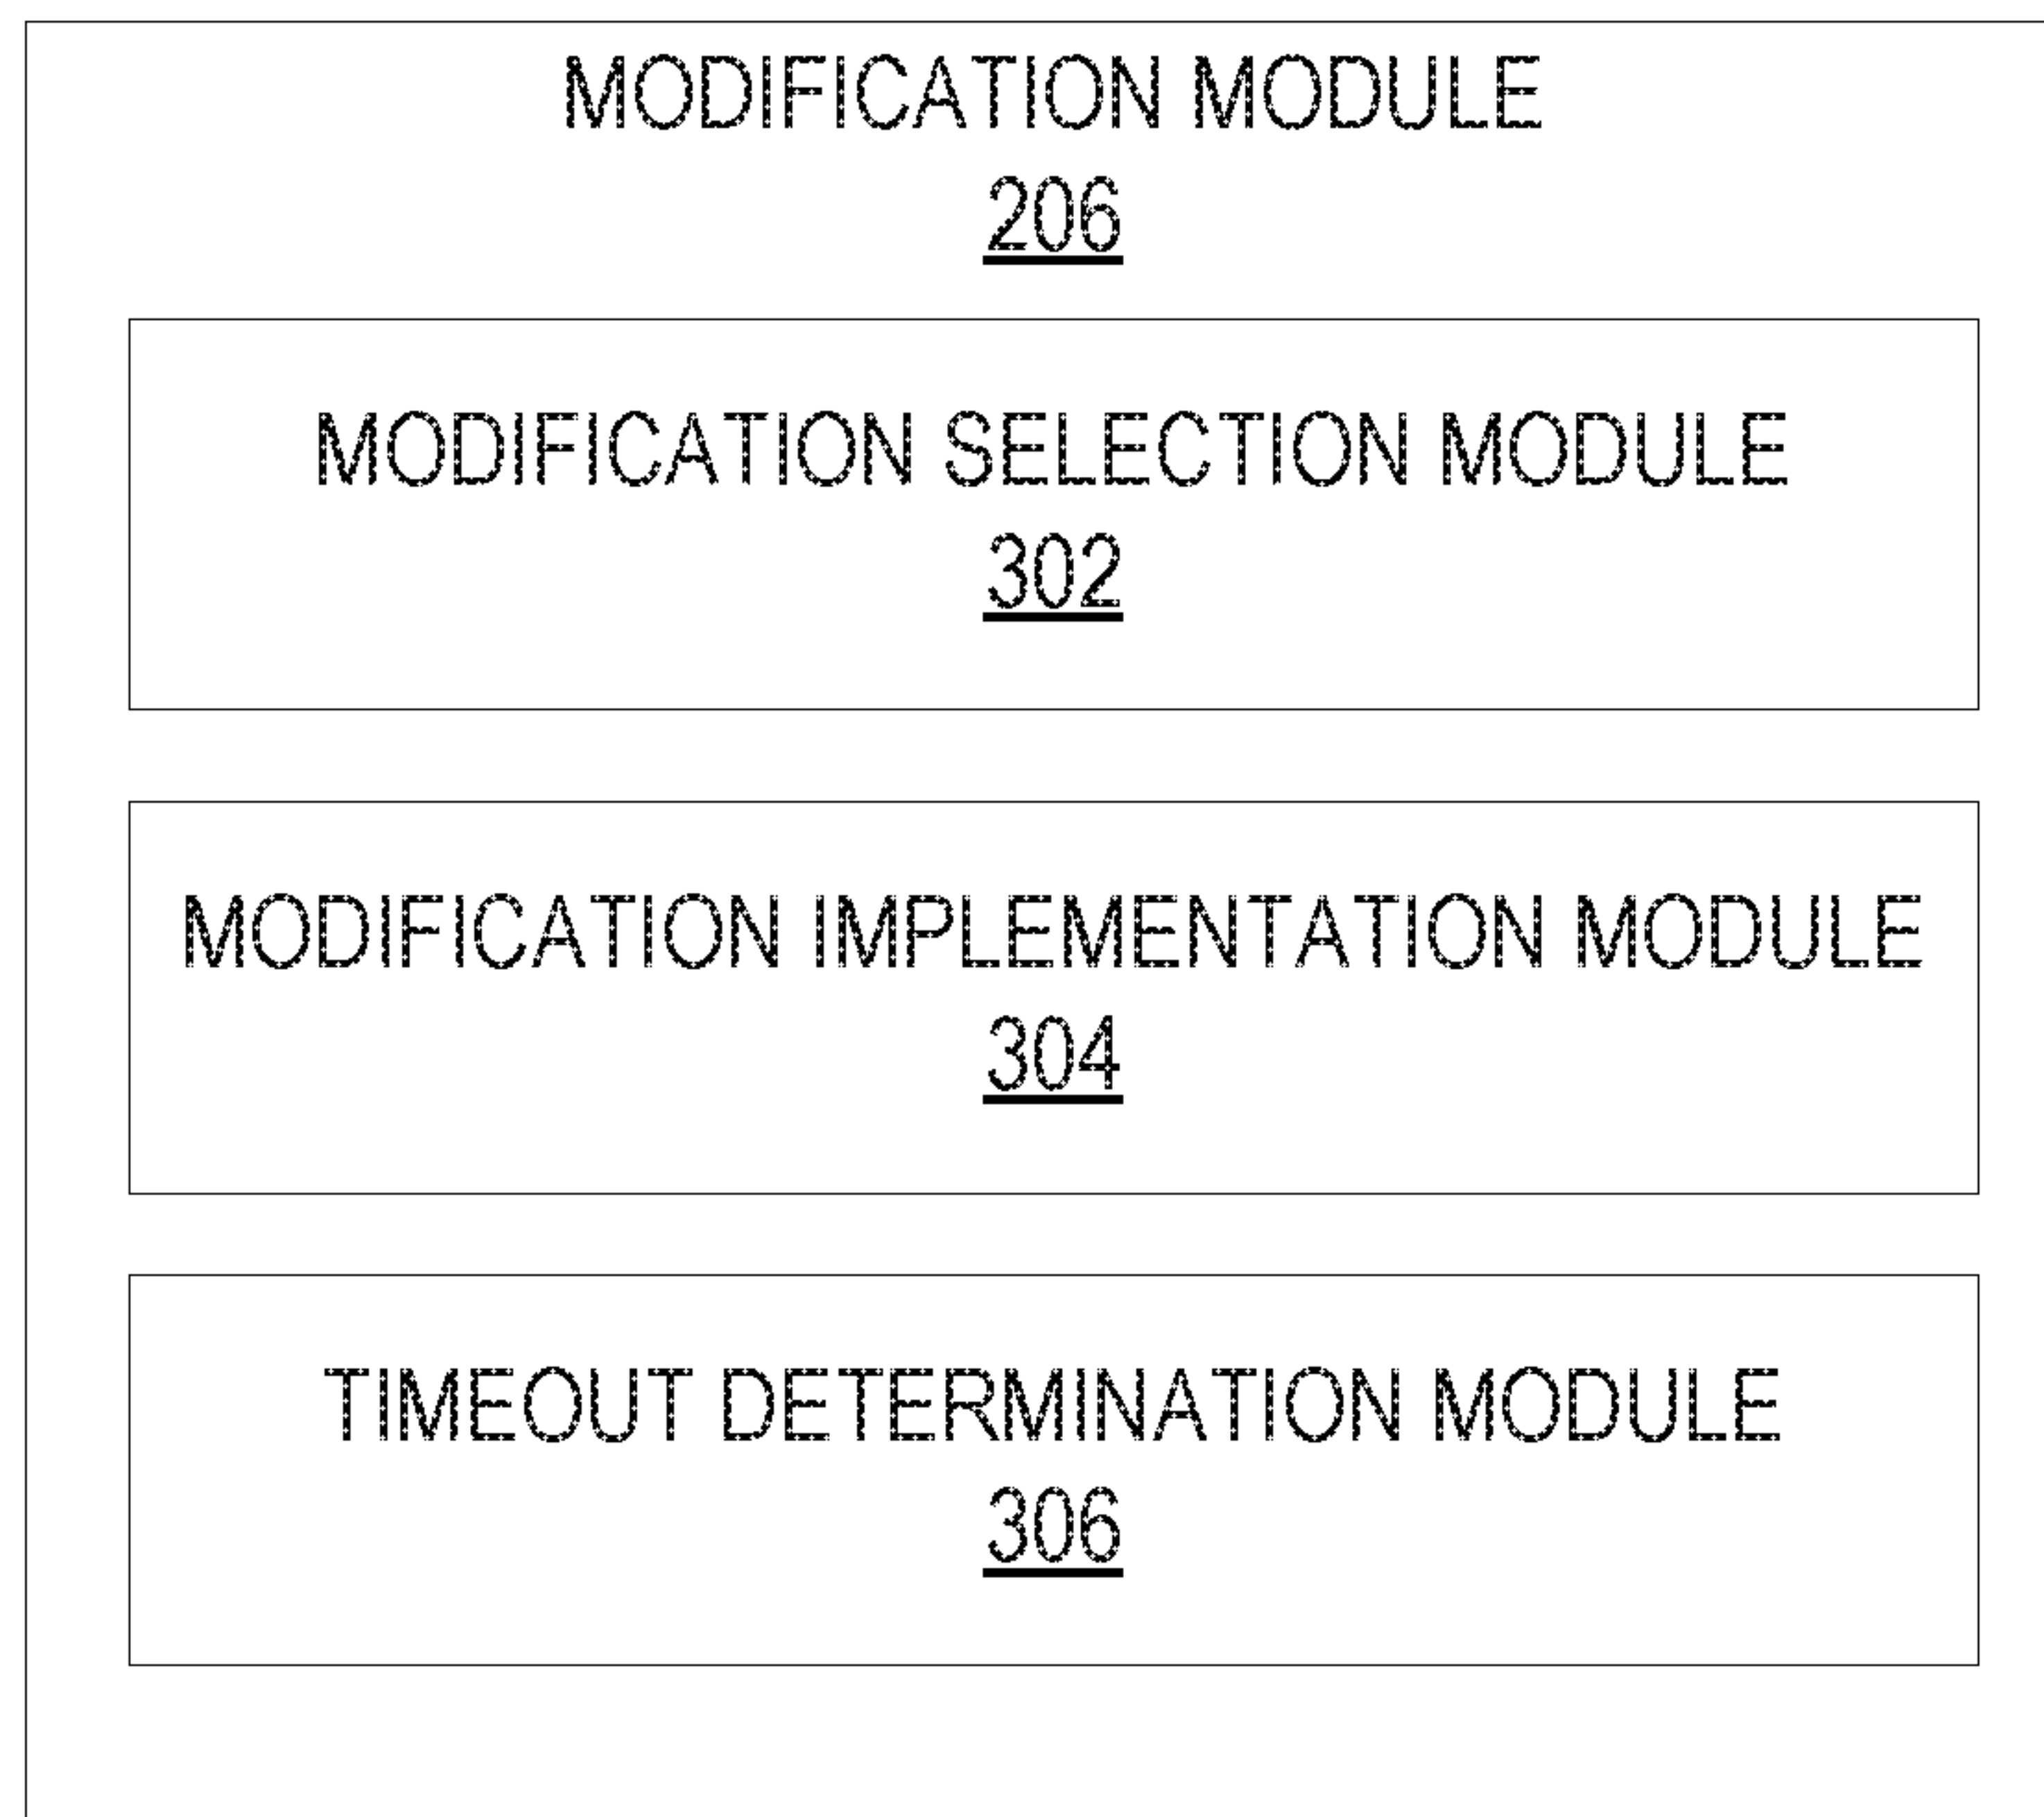 MODIFICATION MODULE
206
MODIFICATION SELECTION MODULE
302
MODIFICATION IMPLEMENTATION MODULE
304
TIMEOUT DETERMINATION MODULE
306